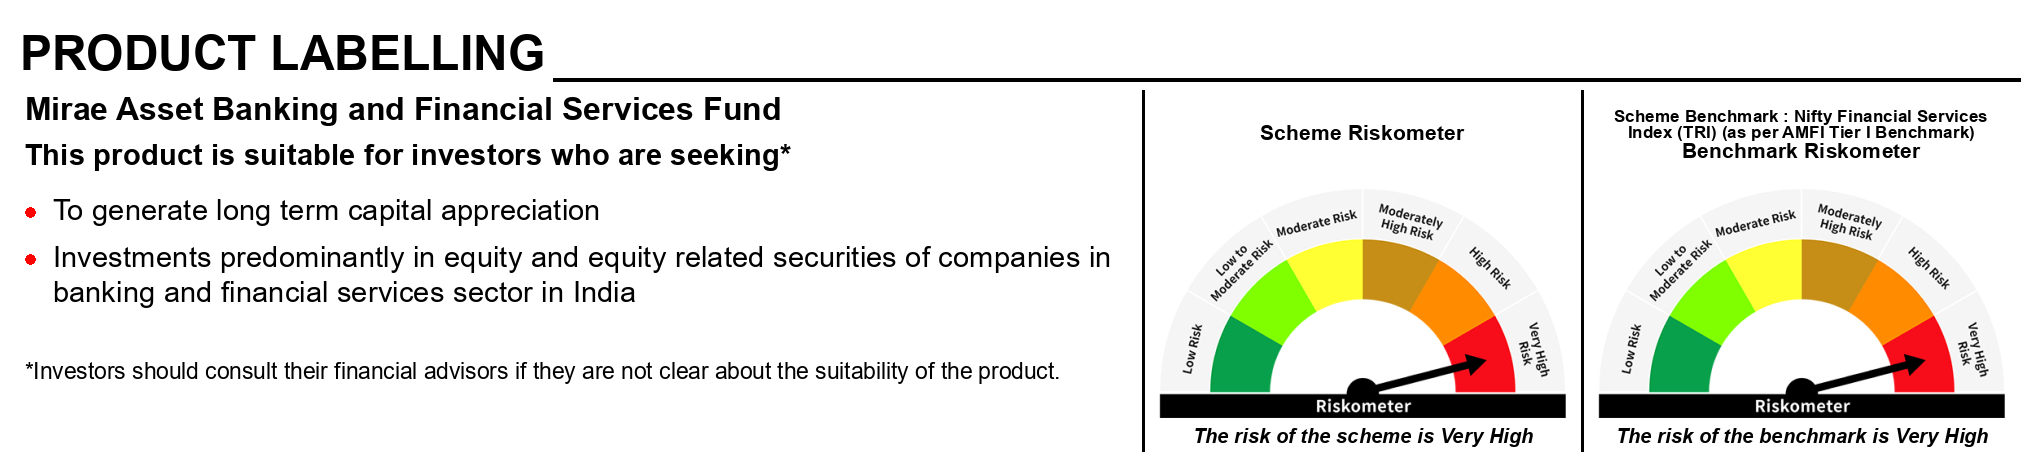 PRODUCT LABELLING
Mirae Asset Banking and Financial Services Fund
This product is suitable for investors who are seeking*
To generate long term capital appreciation
Investments predominantly in equity and equity related securities of companies in
banking and financial services sector in India
*Investors should consult their financial advisors if they are not clear about the suitability of the product.
Scheme Riskometer
Low Risk
Low to
Moderate Risk
Moderate Risk
Moderately
High Risk
High Risk
Very High
Risk
Riskometer
The risk of the scheme is Very High
Scheme Benchmark : Nifty Financial Services
Index (TRI) (as per AMFI Tier I Benchmark)
Benchmark Riskometer
Low Risk
Low to
Moderate Risk
Moderate Risk
Moderately
High Risk
High Risk
Very High
Risk
Riskometer
The risk of the benchmark is Very High